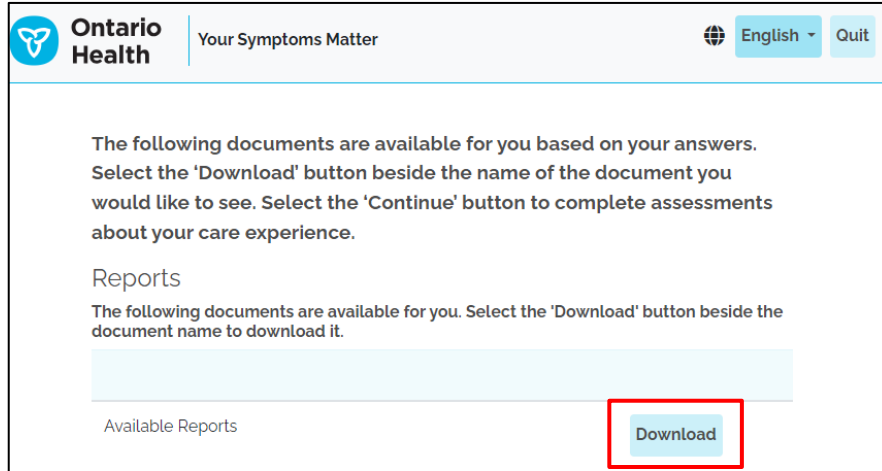 Ontario
Health
Your Symptoms Matter
English
Quit
The following documents are available for you based on your answers.
Select the ‘Download’ button beside the name of the document you
would like to see. Select the ‘Continue’ button to complete assessments
about your care experience.
Reports
The following documents are available for you. Select the 'Download' button beside the
document name to download it.
Available Reports
Download